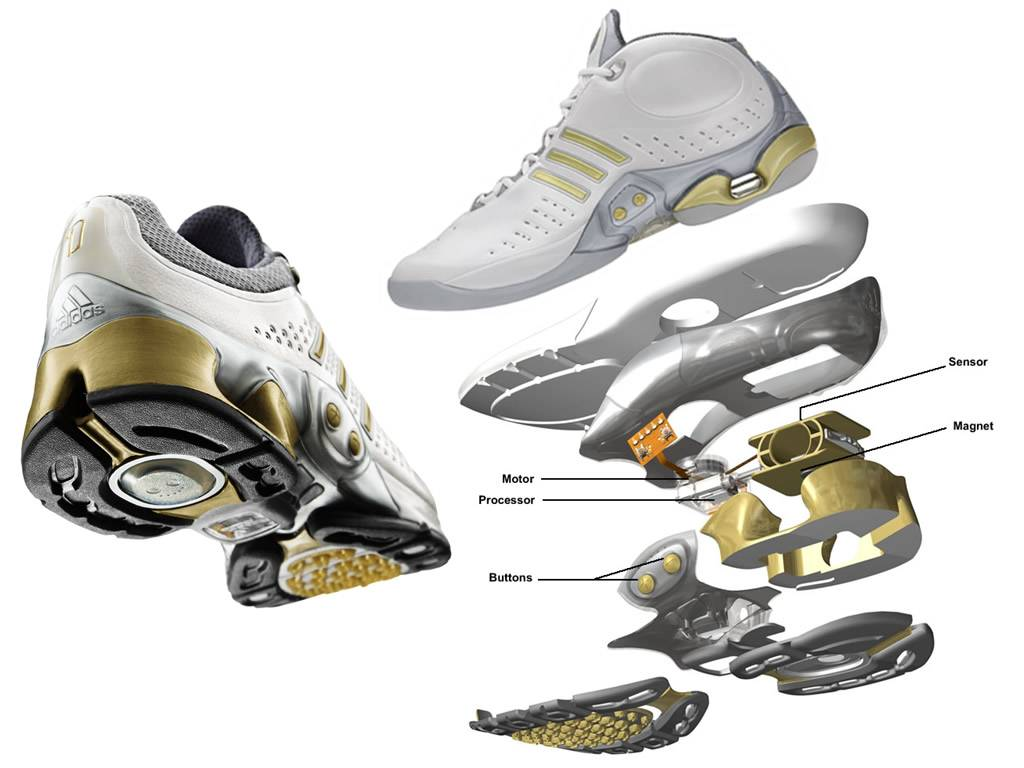 adidas
Sensor
Magnet
Motor
Processor
Buttons